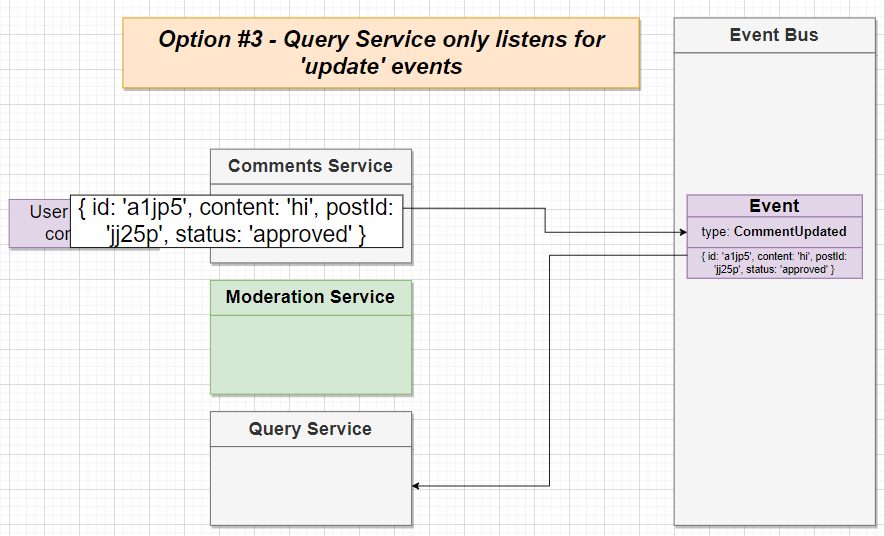 Option #3 - Query Service only listens for
'update' events
Event Bus
Comments Service
User
con
{ id: 'a1jp5', content: 'hi', postId:
'jj25p', status: 'approved' }
Event
type: CommentUpdated
{ id: 'a1jp5', content: 'hi', postId:
'jj25p', status: 'approved' }
Moderation Service
Query Service